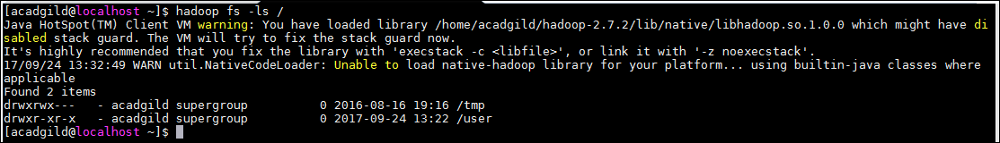 [acadgild@localhost ~]$ hadoop fs -ls /
Java HotSpot(TM) Client VM warning: You have loaded library /home/acadgild/hadoop-2.7.2/lib/native/libhadoop.so.1.0.0 which might have di
sabled stack guard. The VM will try to fix the stack guard now.
It's highly recommended that you fix the library with 'execstack -c <libfile>', or link it with '-z noexecstack'.
17/09/24 13:32:49 WARN util.NativeCodeLoader: Unable to load native-hadoop library for your platform... using builtin-java classes where
applicable
Found 2 items
drwxrwx---   - acadgild supergroup          0 2016-08-16 19:16 /tmp
drwxr-xr-x   - acadgild supergroup          0 2017-09-24 13:22 /user
[acadgild@localhost ~]$